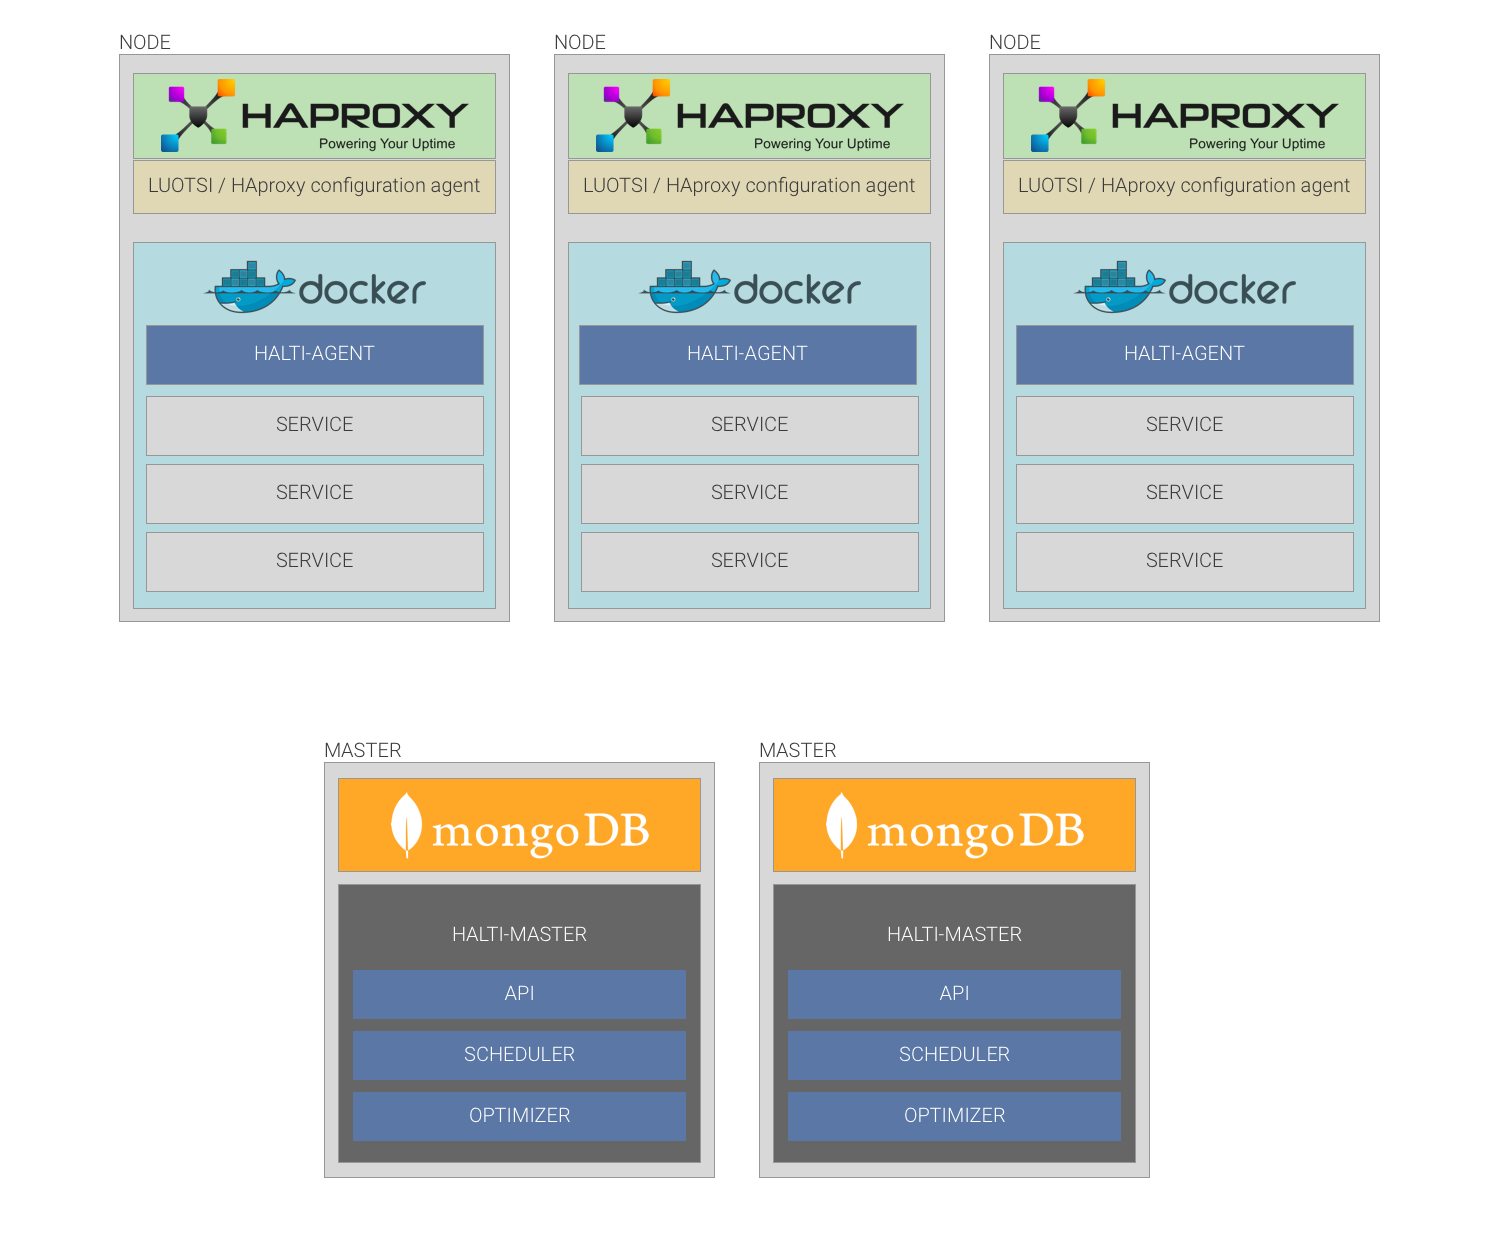 NODE
HAPROXY
Powering Your Uptime
LUOTSI / HAproxy configuration agent
docker
HALTI-AGENT
SERVICE
SERVICE
SERVICE
NODE
HAPROXY
Powering Your Uptime
LUOTSI / HAproxy configuration agent
docker
HALTI-AGENT
SERVICE
SERVICE
SERVICE
NODE
HAPROXY
Powering Your Uptime
LUOTSI / HAproxy configuration agent
docker
HALTI-AGENT
SERVICE
SERVICE
SERVICE
MASTER
mongoDB
HALTI-MASTER
API
SCHEDULER
OPTIMIZER
MASTER
mongoDB
HALTI-MASTER
API
SCHEDULER
OPTIMIZER